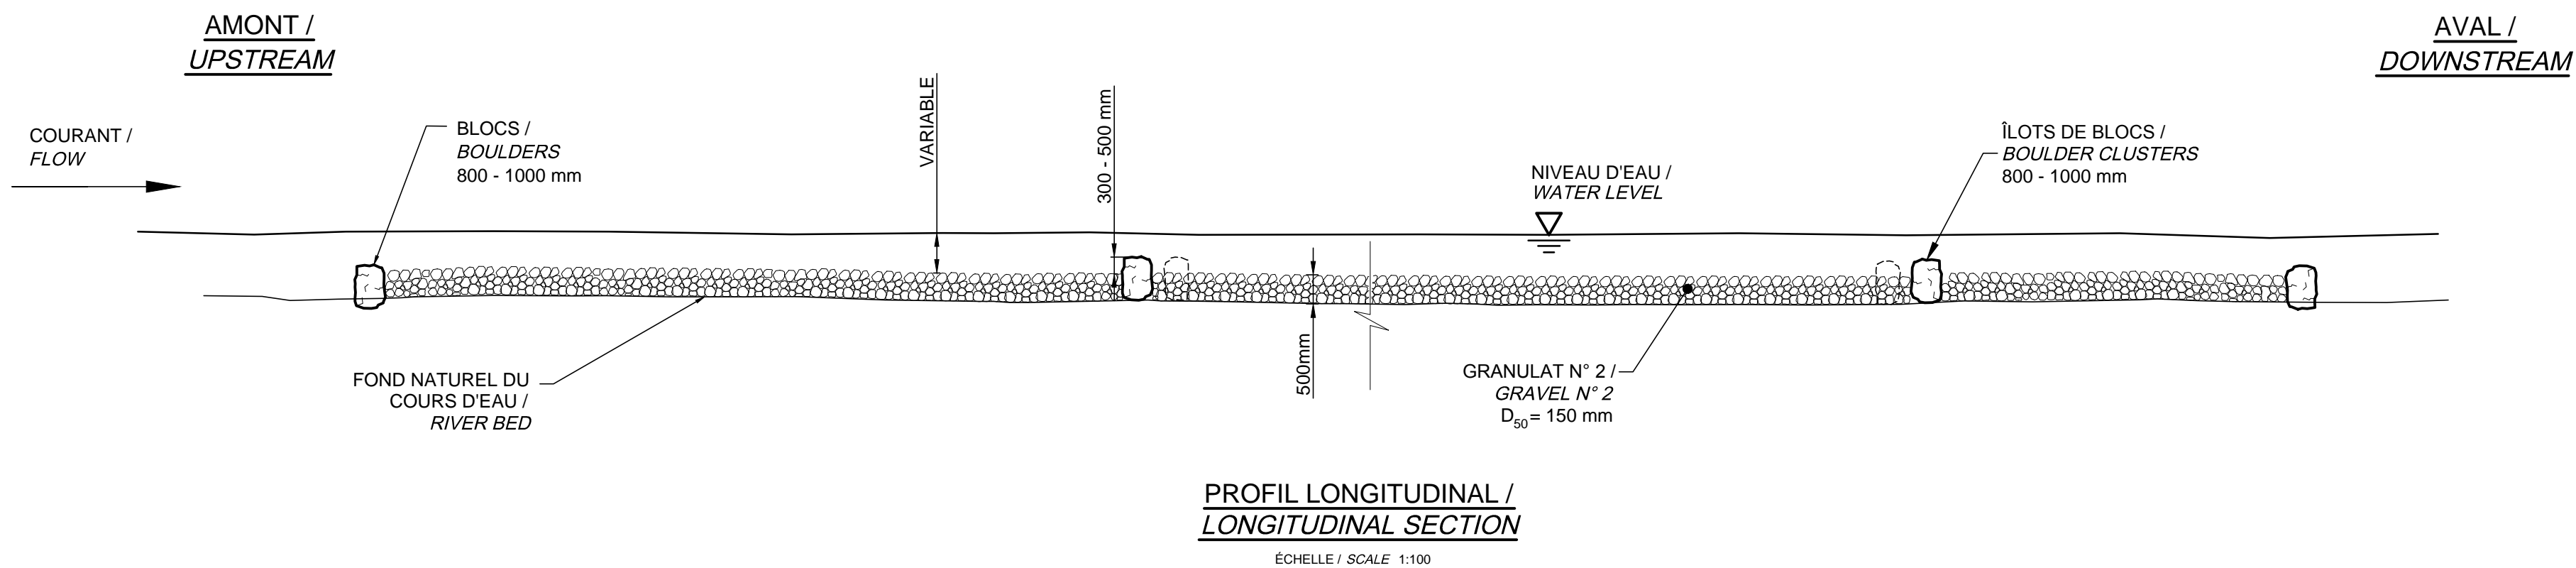 AMONT /
UPSTREAM
AVAL /
DOWNSTREAM
COURANT /
FLOW
BLOCS /
BOULDERS
800 - 1000 mm
VARIABLE
300 - 500 mm
NIVEAU D'EAU /
WATER LEVEL
ÎLOTS DE BLOCS /
BOULDER CLUSTERS
800 - 1000 mm
FOND NATUREL DU
COURS D'EAU /
RIVER BED
500mm
GRANULAT N° 2 /
GRAVEL N° 2
D50= 150 mm
PROFIL LONGITUDINAL /
LONGITUDINAL SECTION
ÉCHELLE / SCALE 1:100